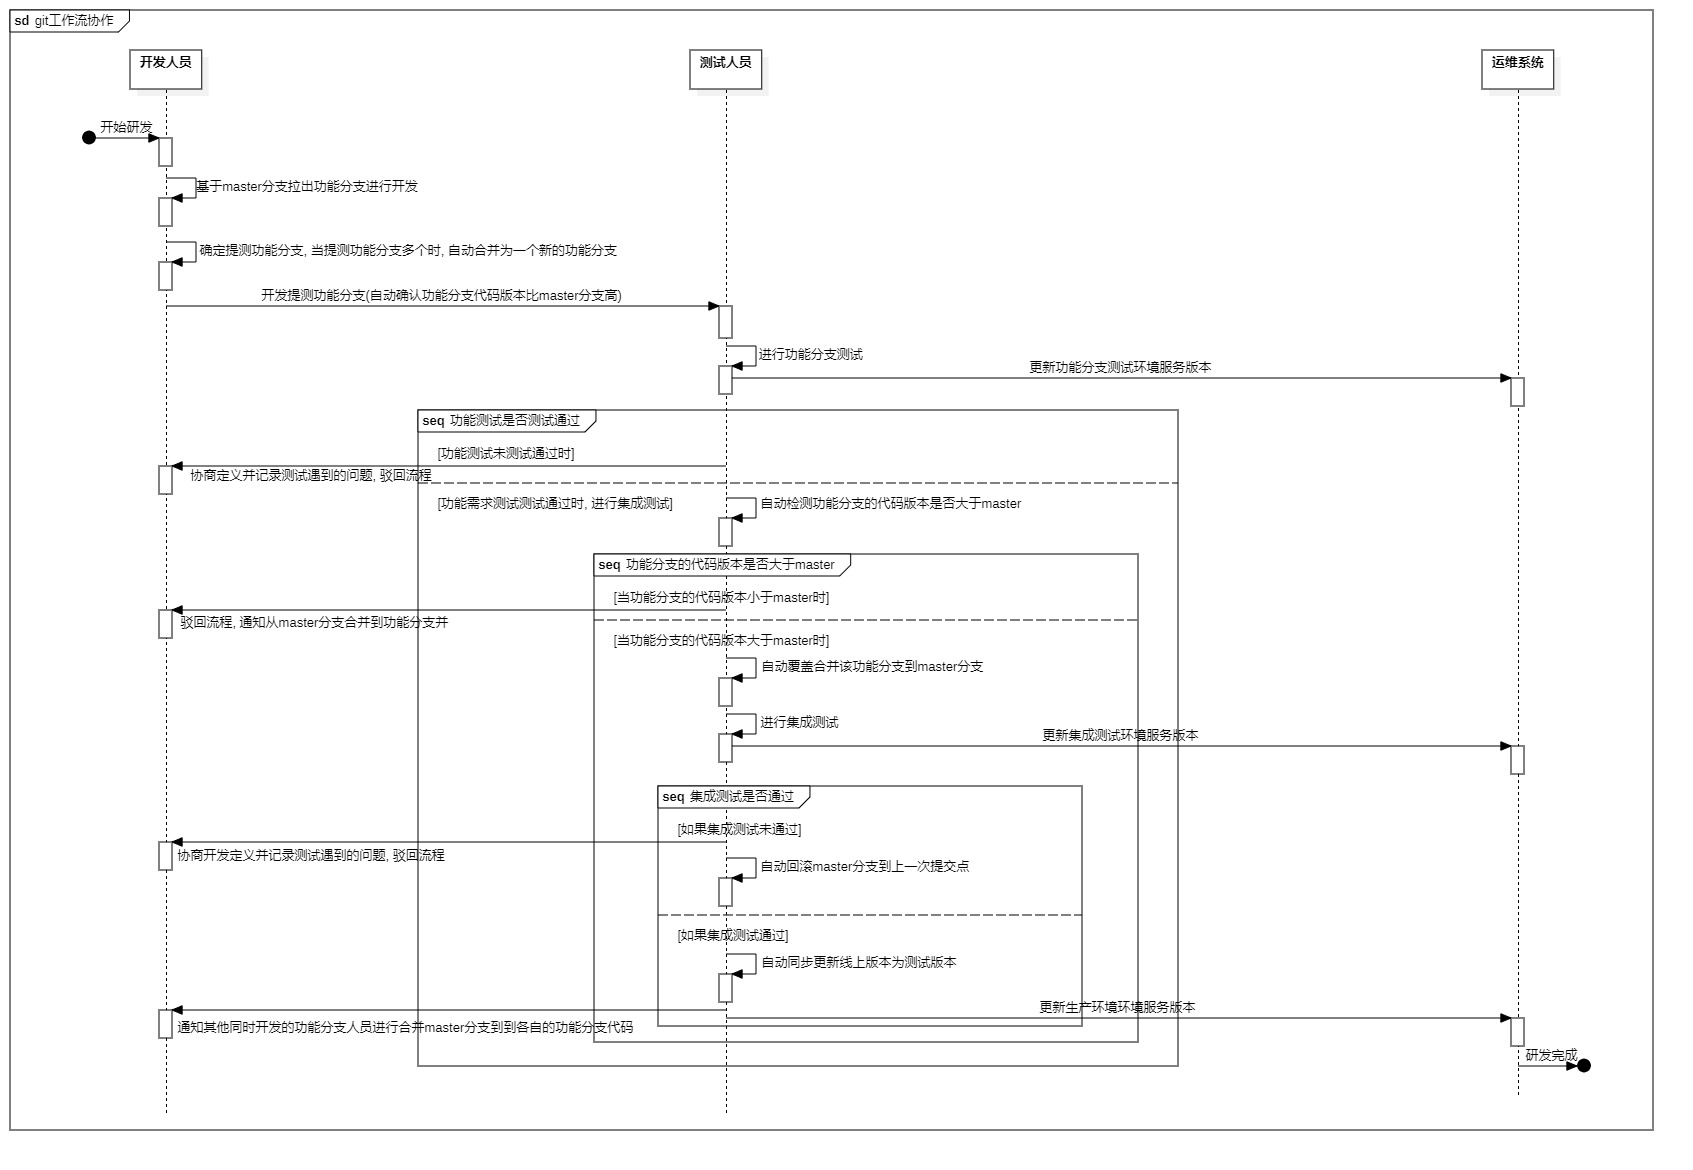 sd git工作流协作
开发人员
测试人员
运维系统
开始研发
基于master分支拉出功能分支进行开发
确定提测功能分支, 当提测功能分支多个时, 自动合并为一个新的功能分支
开发提测功能分支(自动确认功能分支代码版本比master分支高)
进行功能分支测试
更新功能分支测试环境服务版本
seq 功能测试是否测试通过
[功能测试未测试通过时]
协商定义并记录测试遇到的问题, 驳回流程
[功能需求测试测试通过时, 进行集成测试]
自动检测功能分支的代码版本是否大于master
seq 功能分支的代码版本是否大于master
[当功能分支的代码版本小于master时]
驳回流程, 通知从master分支合并到功能分支并
[当功能分支的代码版本大于master时]
自动覆盖合并该功能分支到master分支
进行集成测试
更新集成测试环境服务版本
seq 集成测试是否通过
[如果集成测试未通过]
协商开发定义并记录测试遇到的问题, 驳回流程
自动回滚master分支到上一次提交点
[如果集成测试通过]
自动同步更新线上版本为测试版本
更新生产环境环境服务版本
通知其他同时开发的功能分支人员进行合并master分支到到各自的功能分支代码
研发完成